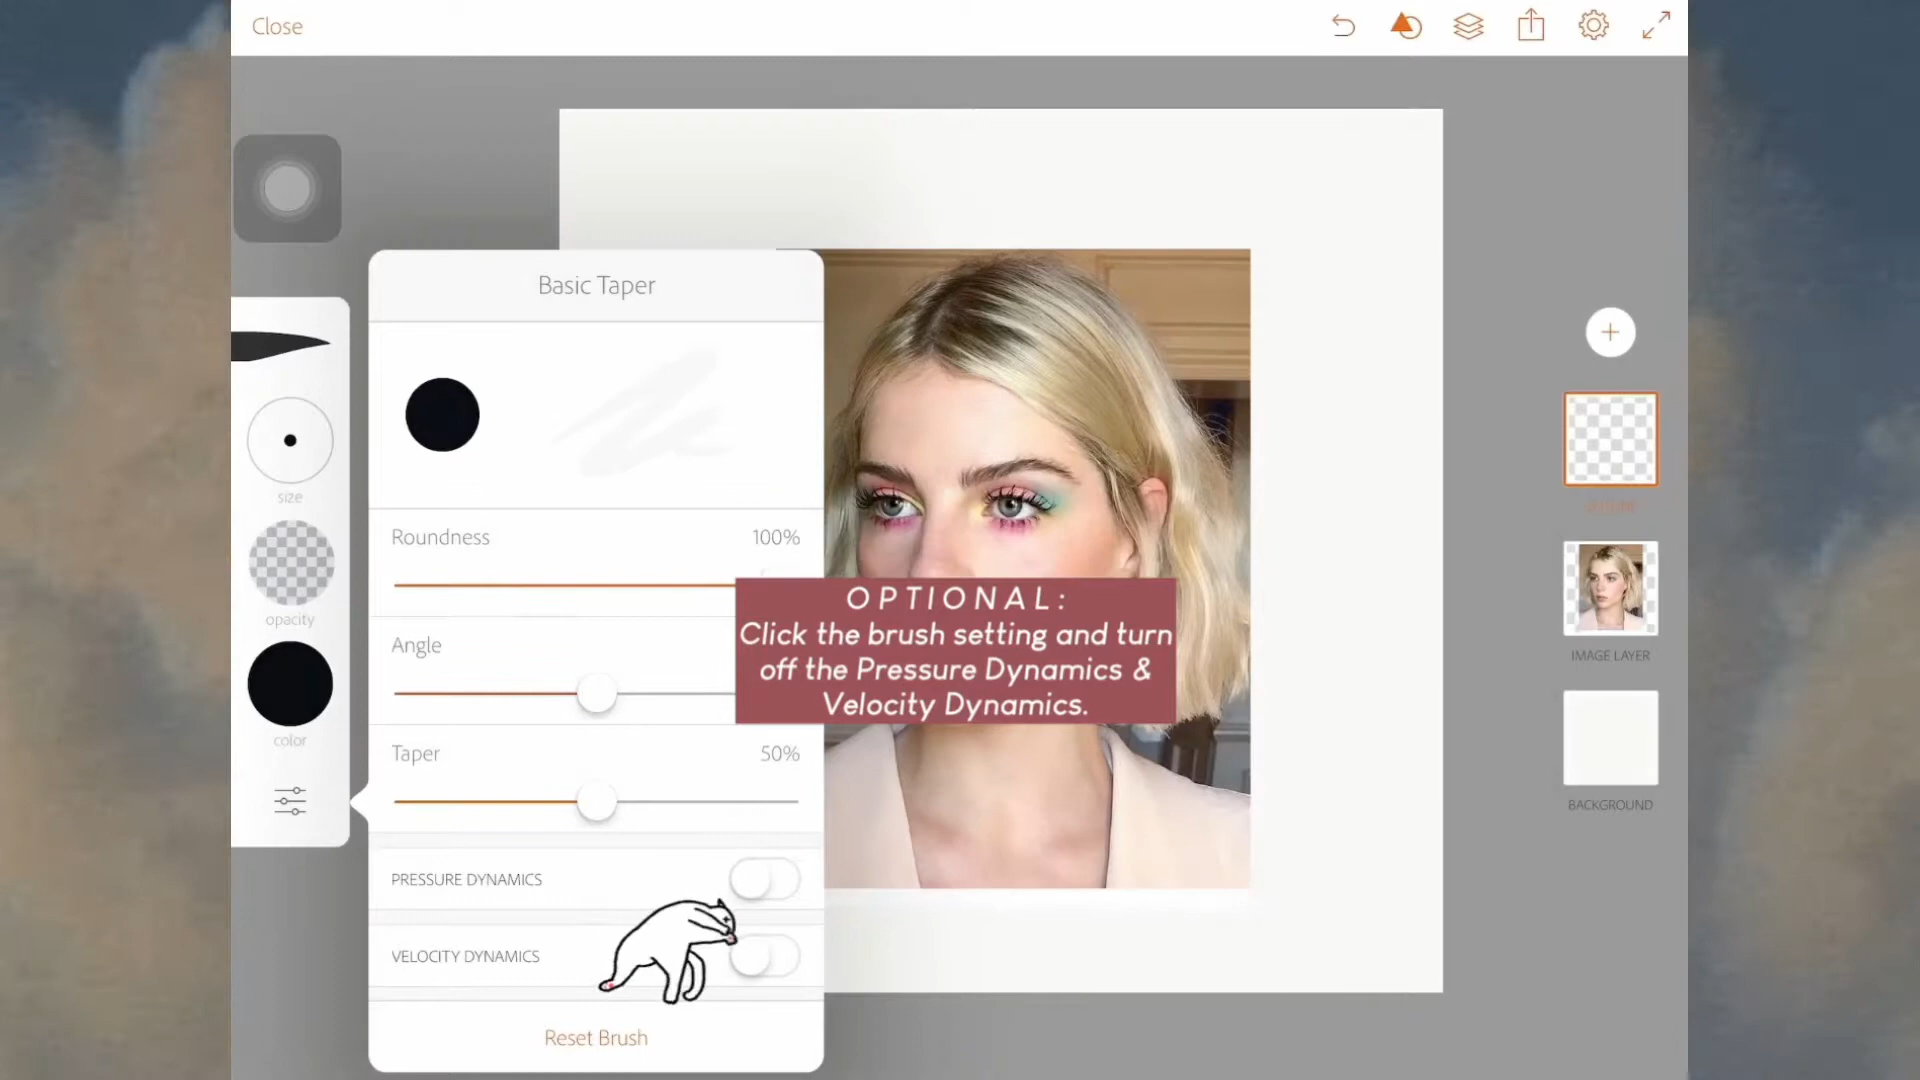 Close
Basic Taper
size
Roundness 100%
opacity
Angle
OPTIONAL:
Click the brush setting and turn
off the Pressure Dynamics &
Velocity Dynamics.
color
Taper 50%
PRESSURE DYNAMICS
VELOCITY DYNAMICS
Reset Brush
IMAGE LAYER
BACKGROUND